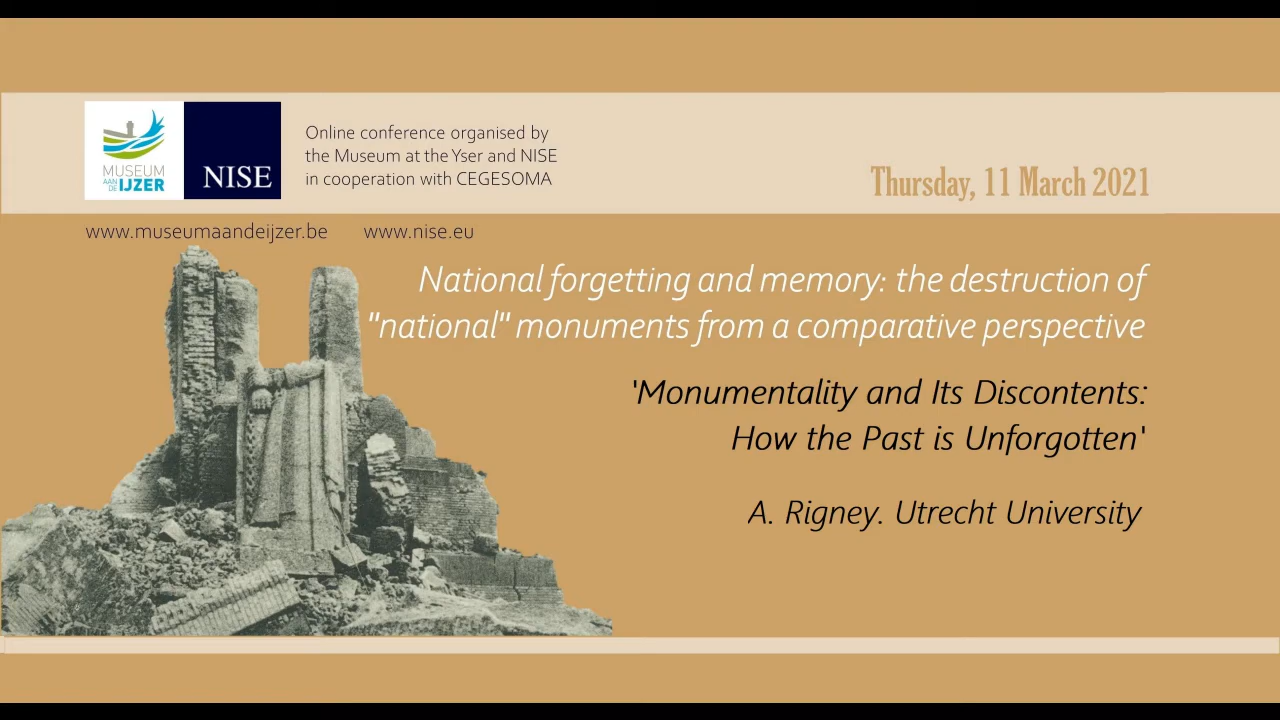 MUSEUM
AAN DE IJZER
NISE
Online conference organised by
the Museum at the Yser and NISE
in cooperation with CEGESOMA
Thursday, 11 March 2021
www.museumaandeijzer.be www.nise.eu
National forgetting and memory: the destruction of
"national" monuments from a comparative perspective
'Monumentality and Its Discontents:
How the Past is Unforgotten'
A. Rigney. Utrecht University